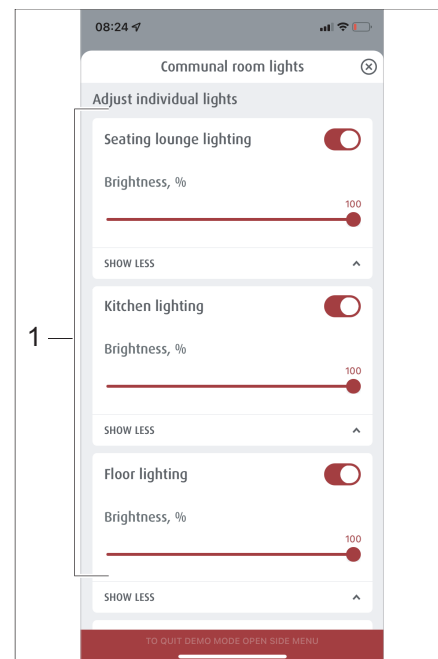 08:24
Communal room lights
Adjust individual lights
Seating lounge lighting
Brightness, %
100
SHOW LESS
1
Kitchen lighting
Brightness, %
100
SHOW LESS
Floor lighting
Brightness, %
100
SHOW LESS
TO QUIT DEMO MODE OPEN SIDE MENU